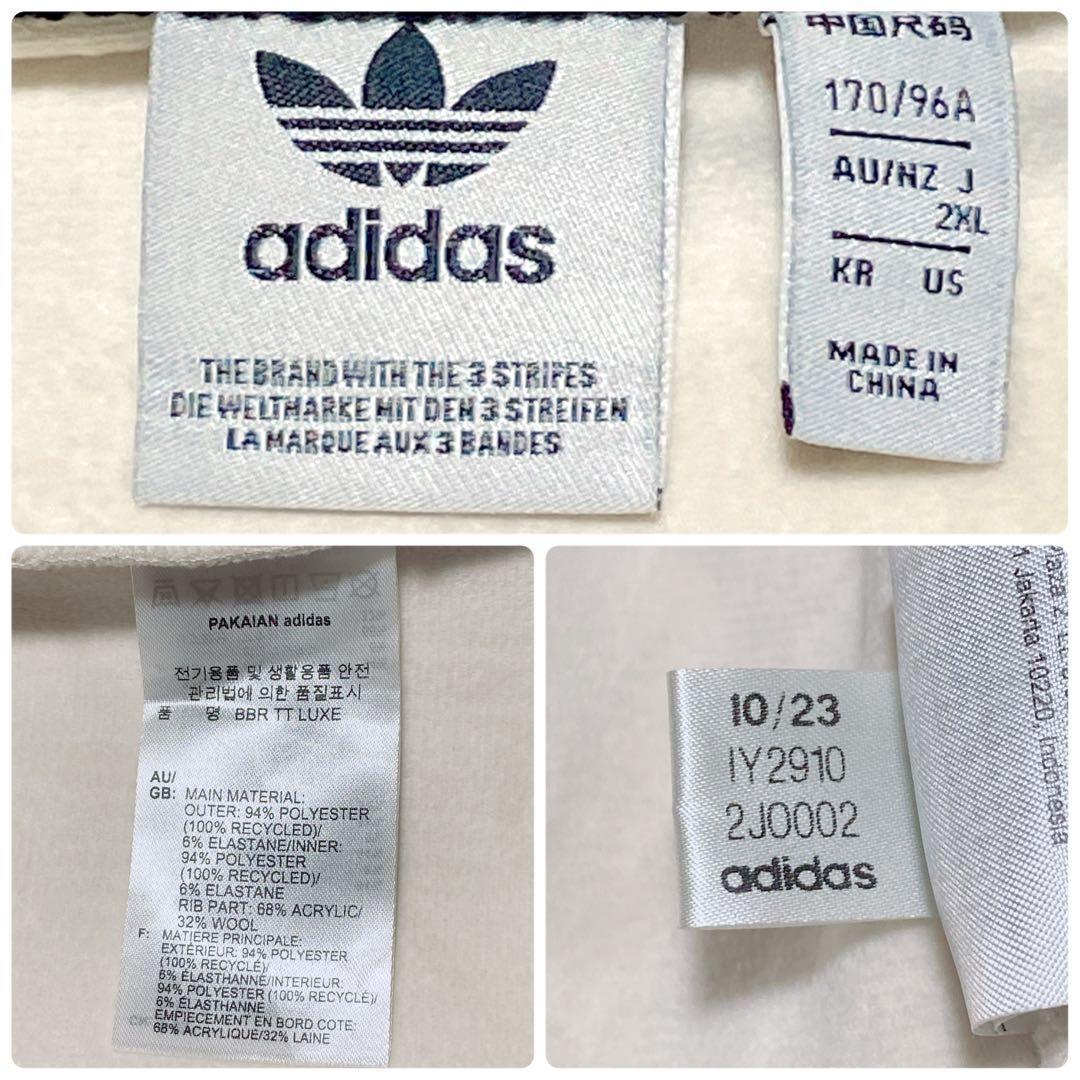 adidas
THE BRAND WITH THE 3 STRIPES
DIE WELTMARKE MIT DEN 3 STREIFEN
LA MARQUE AUX 3 BANDES
中国尺码
170/96A
AU/NZ J
2XL
KR US
MADE IN
CHINA
PAKAIAN adidas
전기용품 및 생활용품 안전
관리법에 의한 품질표시
품 명 BBR TT LUXE
AU/
GB: MAIN MATERIAL:
OUTER: 94% POLYESTER
(100% RECYCLED)/
6% ELASTANE/INNER:
94% POLYESTER
(100% RECYCLED)/
6% ELASTANE
RIB PART: 68% ACRYLIC/
32% WOOL
F: MATIERE PRINCIPALE:
EXTÉRIEUR: 94% POLYESTER
(100% RECYCLÉ)/
6% ÉLASTHANNE/INTERIEUR:
94% POLYESTER (100% RECYCLÉ)/
6% ÉLASTHANNE
EMPIECEMENT EN BORD COTE:
68% ACRYLIQUE/32% LAINE
10/23
IY2910
2J0002
adidas
Jakarta 10220, Indonesia